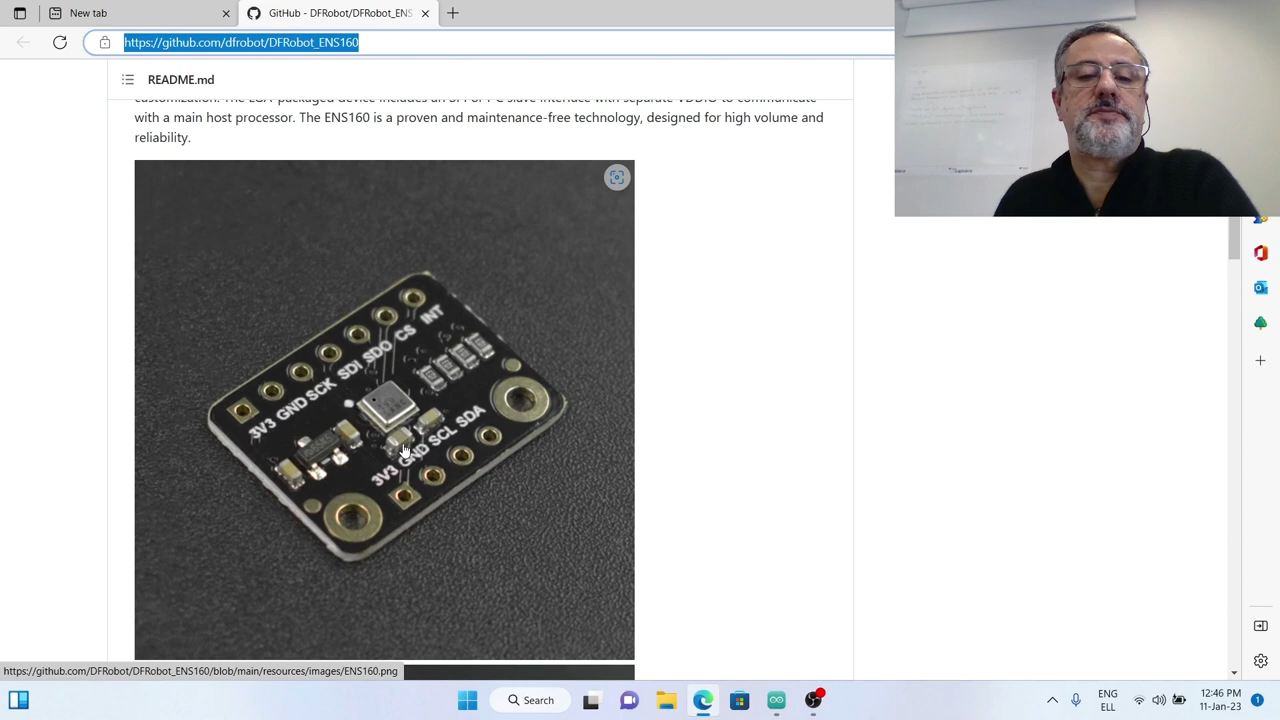 New tab
GitHub - DFRobot/DFRobot_ENS
https://github.com/dfrobot/DFRobot_ENS160
README.md
with a main host processor. The ENS160 is a proven and maintenance-free technology, designed for high volume and
reliability.
3V3 GND SCK SDI SDO CS INT
3V3 GND SCL SDA
https://github.com/DFRobot/DFRobot_ENS160/blob/main/resources/images/ENS160.png
Search
ENG
ELL
12:46 PM
11-Jan-23
1